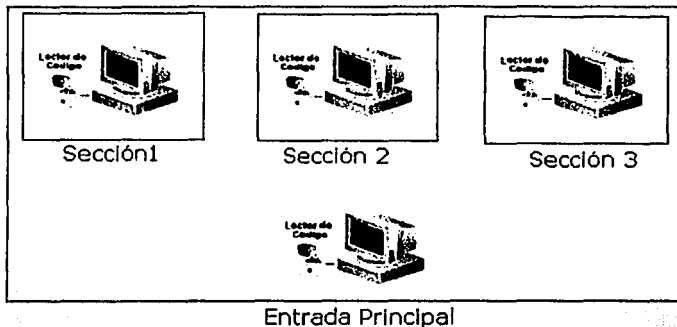 Lector de
Codigo
Lector de
Codigo
Lector de
Codigo
Sección1
Sección 2
Sección 3
Lector de
Codigo
Entrada Principal